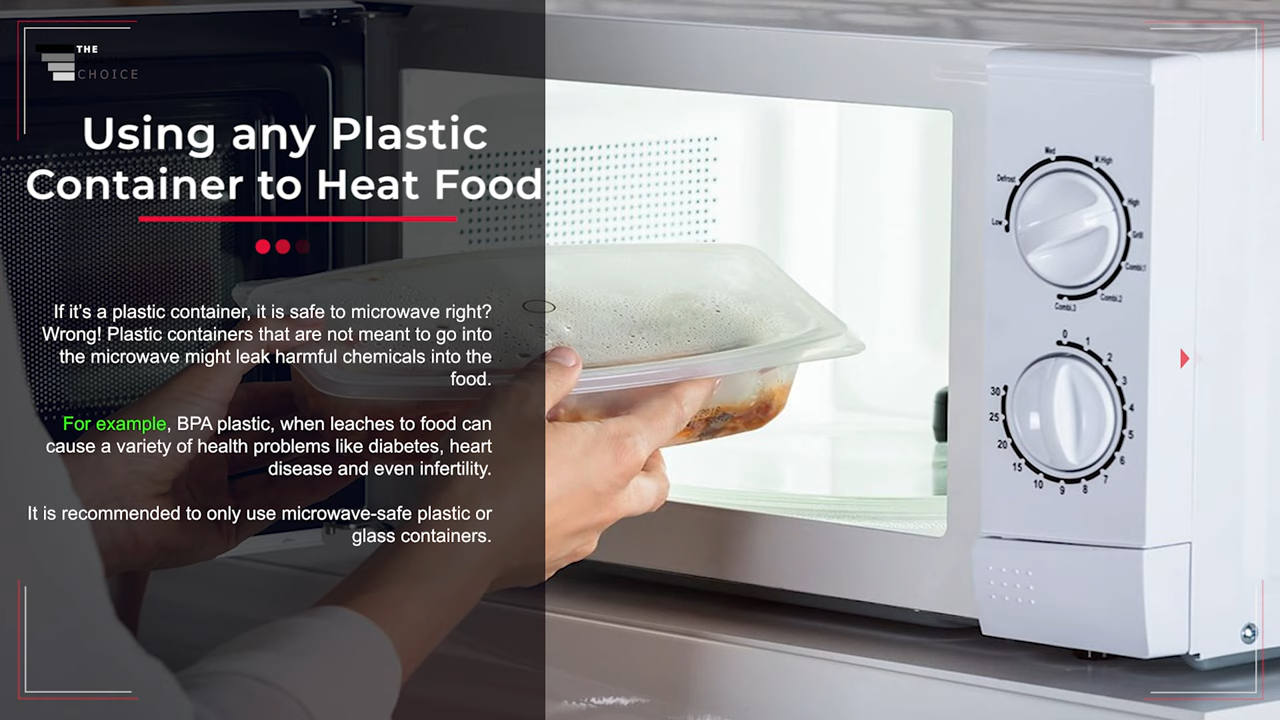 THE
CHOICE
Using any Plastic
Container to Heat Food
If it's a plastic container, it is safe to microwave right?
Wrong! Plastic containers that are not meant to go into
the microwave might leak harmful chemicals into the
food.
For example, BPA plastic, when leaches to food can
cause a variety of health problems like diabetes, heart
disease and even infertility.
It is recommended to only use microwave-safe plastic or
glass containers.
Med
M.High
Defrost
High
Low
Grill
Combi.1
Combi.2
Combi.3
0
1
2
3
4
5
6
7
8
9
10
15
20
25
30